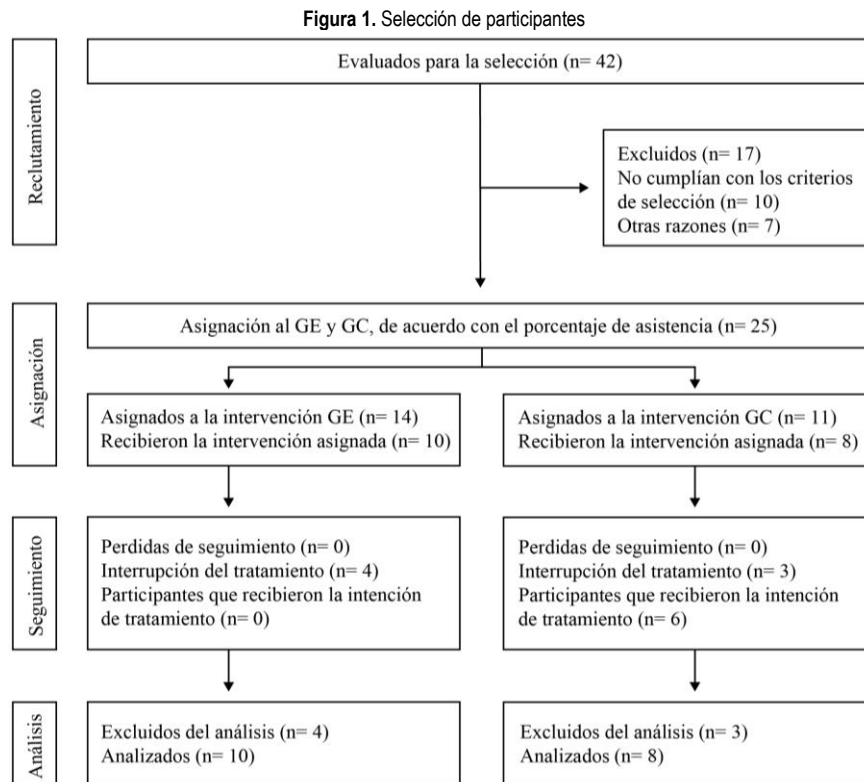 Figura 1. Selección de participantes
Reclutamiento
Evaluados para la selección (n= 42)
Excluidos (n= 17)
No cumplían con los criterios
de selección (n= 10)
Otras razones (n= 7)
Asignación
Asignación al GE y GC, de acuerdo con el porcentaje de asistencia (n= 25)
Asignados a la intervención GE (n= 14)
Recibieron la intervención asignada (n= 10)
Asignados a la intervención GC (n= 11)
Recibieron la intervención asignada (n= 8)
Seguimiento
Perdidas de seguimiento (n= 0)
Interrupción del tratamiento (n= 4)
Participantes que recibieron la intención
de tratamiento (n= 0)
Perdidas de seguimiento (n= 0)
Interrupción del tratamiento (n= 3)
Participantes que recibieron la intención
de tratamiento (n= 6)
Análisis
Excluidos del análisis (n= 4)
Analizados (n= 10)
Excluidos del análisis (n= 3)
Analizados (n= 8)